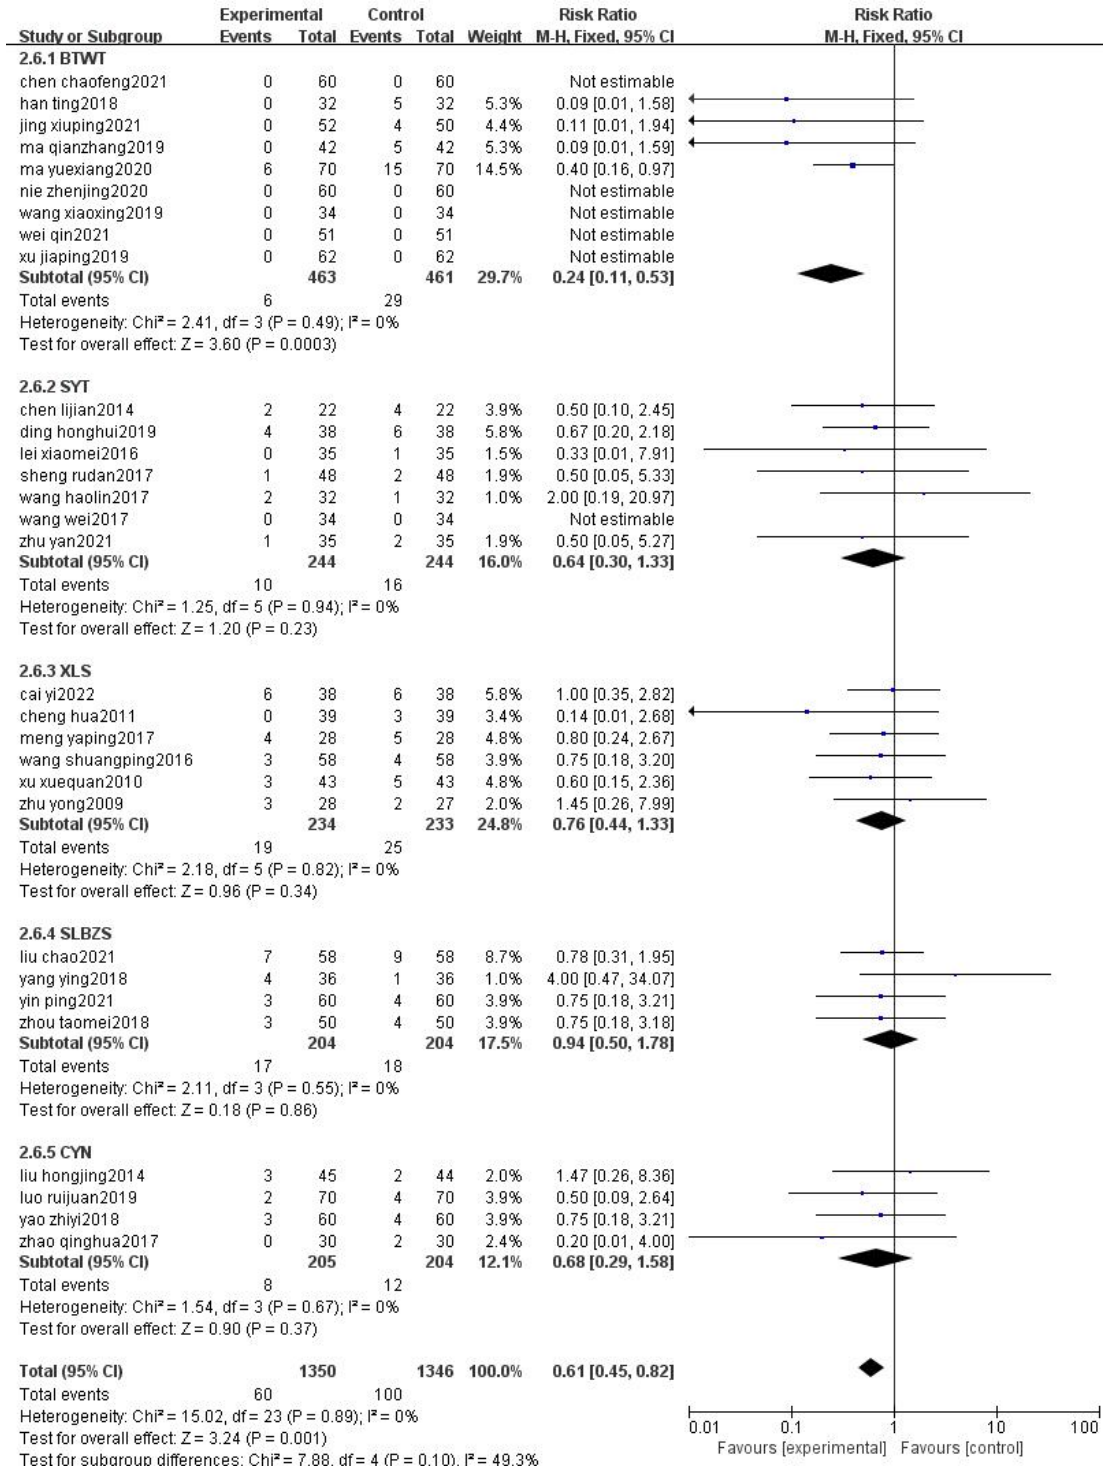 Experimental Control Risk Ratio Risk Ratio
Study or Subgroup Events Total Events Total Weight M-H, Fixed, 95% CI M-H, Fixed, 95% CI
2.6.1 BTWT
chen chaofeng2021 0 60 0 60 Not estimable
han ting2018 0 32 5 32 5.3% 0.09 [0.01, 1.58]
jing xiuping2021 0 52 4 50 4.4% 0.11 [0.01, 1.94]
ma qianzhang2019 0 42 5 42 5.3% 0.09 [0.01, 1.59]
ma yuexiang2020 6 70 15 70 14.5% 0.40 [0.16, 0.97]
nie zhenjing2020 0 60 0 60 Not estimable
wang xiaoxing2019 0 34 0 34 Not estimable
wei qin2021 0 51 0 51 Not estimable
xu jiaping2019 0 62 0 62 Not estimable
Subtotal (95% CI) 463 461 29.7% 0.24 [0.11, 0.53]
Total events 6 29
Heterogeneity: Chi² = 2.41, df = 3 (P = 0.49); I² = 0%
Test for overall effect: Z = 3.60 (P = 0.0003)
2.6.2 SYT
chen lijian2014 2 22 4 22 3.9% 0.50 [0.10, 2.45]
ding honghui2019 4 38 6 38 5.8% 0.67 [0.20, 2.18]
lei xiaomei2016 0 35 1 35 1.5% 0.33 [0.01, 7.91]
sheng rudan2017 1 48 2 48 1.9% 0.50 [0.05, 5.33]
wang haolin2017 2 32 1 32 1.0% 2.00 [0.19, 20.97]
wang wei2017 0 34 0 34 Not estimable
zhu yan2021 1 35 2 35 1.9% 0.50 [0.05, 5.27]
Subtotal (95% CI) 244 244 16.0% 0.64 [0.30, 1.33]
Total events 10 16
Heterogeneity: Chi² = 1.25, df = 5 (P = 0.94); I² = 0%
Test for overall effect: Z = 1.20 (P = 0.23)
2.6.3 XLS
cai yi2022 6 38 6 38 5.8% 1.00 [0.35, 2.82]
cheng hua2011 0 39 3 39 3.4% 0.14 [0.01, 2.68]
meng yaping2017 4 28 5 28 4.8% 0.80 [0.24, 2.67]
wang shuangping2016 3 58 4 58 3.9% 0.75 [0.18, 3.20]
xu xuequan2010 3 43 5 43 4.8% 0.60 [0.15, 2.36]
zhu yong2009 3 28 2 27 2.0% 1.45 [0.26, 7.99]
Subtotal (95% CI) 234 233 24.8% 0.76 [0.44, 1.33]
Total events 19 25
Heterogeneity: Chi² = 2.18, df = 5 (P = 0.82); I² = 0%
Test for overall effect: Z = 0.96 (P = 0.34)
2.6.4 SLBZS
liu chao2021 7 58 9 58 8.7% 0.78 [0.31, 1.95]
yang ying2018 4 36 1 36 1.0% 4.00 [0.47, 34.07]
yin ping2021 3 60 4 60 3.9% 0.75 [0.18, 3.21]
zhou taomei2018 3 50 4 50 3.9% 0.75 [0.18, 3.18]
Subtotal (95% CI) 204 204 17.5% 0.94 [0.50, 1.78]
Total events 17 18
Heterogeneity: Chi² = 2.11, df = 3 (P = 0.55); I² = 0%
Test for overall effect: Z = 0.18 (P = 0.86)
2.6.5 CYN
liu hongjing2014 3 45 2 44 2.0% 1.47 [0.26, 8.36]
luo ruijuan2019 2 70 4 70 3.9% 0.50 [0.09, 2.64]
yao zhiyi2018 3 60 4 60 3.9% 0.75 [0.18, 3.21]
zhao qinghua2017 0 30 2 30 2.4% 0.20 [0.01, 4.00]
Subtotal (95% CI) 205 204 12.1% 0.68 [0.29, 1.58]
Total events 8 12
Heterogeneity: Chi² = 1.54, df = 3 (P = 0.67); I² = 0%
Test for overall effect: Z = 0.90 (P = 0.37)
Total (95% CI) 1350 1346 100.0% 0.61 [0.45, 0.82]
Total events 60 100
Heterogeneity: Chi² = 15.02, df = 23 (P = 0.89); I² = 0%
Test for overall effect: Z = 3.24 (P = 0.001)
Test for subgroup differences: Chi² = 7.88, df = 4 (P = 0.10), I² = 49.3%
0.01 0.1 1 10 100
Favours [experimental] Favours [control]